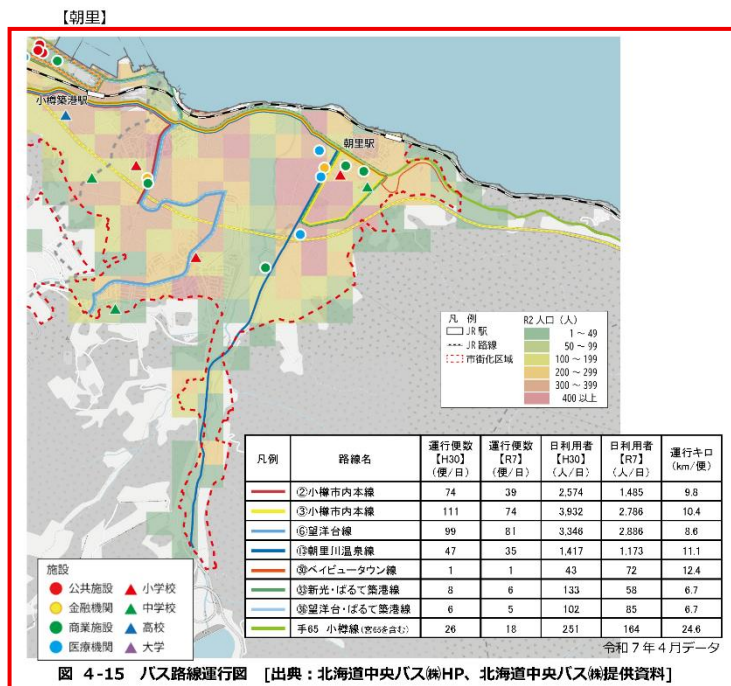 【朝里】
小樽築港駅
朝里駅
凡 例
JR 駅
JR 路線
市街化区域
R2 人口（人）
1 ～ 49
50 ～ 99
100 ～ 199
200 ～ 299
300 ～ 399
400 以上
凡例 路線名 運行便数【H30】(便/日) 運行便数【R7】(便/日) 日利用者【H30】(人/日) 日利用者【R7】(人/日) 運行キロ(km/便)
②小樽市内本線 74 39 2,574 1,485 9.8
③小樽市内本線 111 74 3,932 2,786 10.4
⑥望洋台線 99 81 3,346 2,886 8.6
⑬朝里川温泉線 47 35 1,417 1,173 11.1
㉚ベイビュータウン線 1 1 43 72 12.4
㉝新光・ぱるて築港線 8 6 133 58 6.7
㊱望洋台・ぱるて築港線 6 5 102 85 6.7
手65 小樽線(宮65を含む) 26 18 251 164 24.6
施設
公共施設 小学校
金融機関 中学校
商業施設 高校
医療機関 大学
令和７年４月データ
図 4-15 バス路線運行図 [出典：北海道中央バス㈱HP、北海道中央バス㈱提供資料]